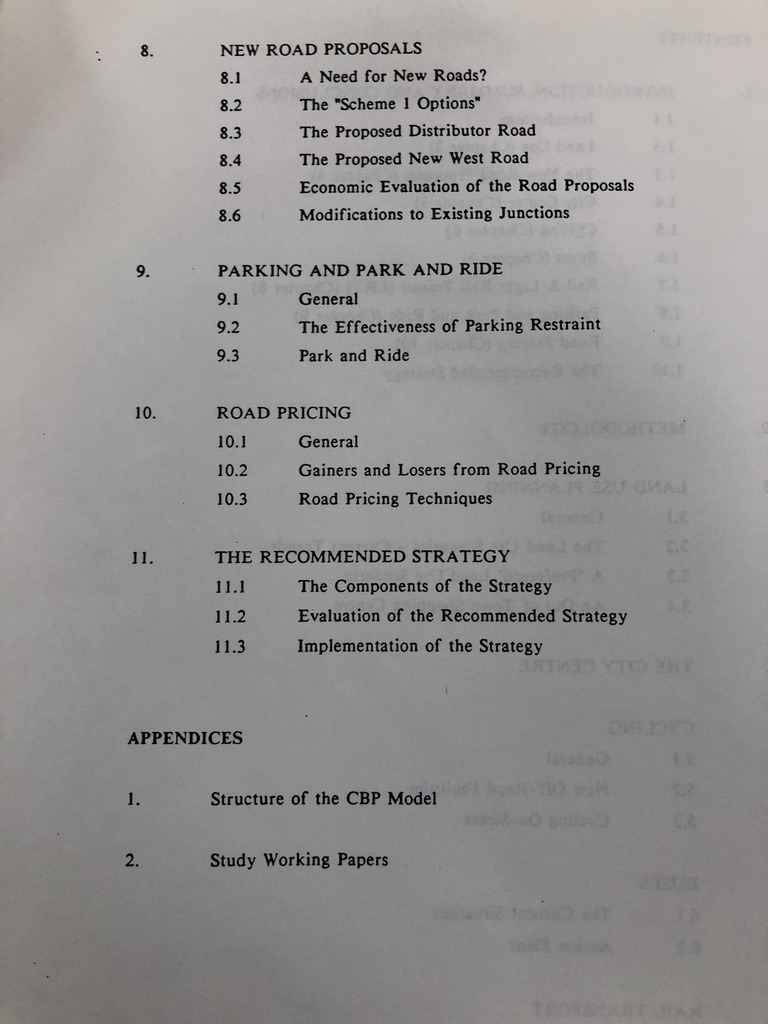 8. NEW ROAD PROPOSALS
8.1 A Need for New Roads?
8.2 The "Scheme 1 Options"
8.3 The Proposed Distributor Road
8.4 The Proposed New West Road
8.5 Economic Evaluation of the Road Proposals
8.6 Modifications to Existing Junctions
9. PARKING AND PARK AND RIDE
9.1 General
9.2 The Effectiveness of Parking Restraint
9.3 Park and Ride
10. ROAD PRICING
10.1 General
10.2 Gainers and Losers from Road Pricing
10.3 Road Pricing Techniques
11. THE RECOMMENDED STRATEGY
11.1 The Components of the Strategy
11.2 Evaluation of the Recommended Strategy
11.3 Implementation of the Strategy
APPENDICES
1. Structure of the CBP Model
2. Study Working Papers